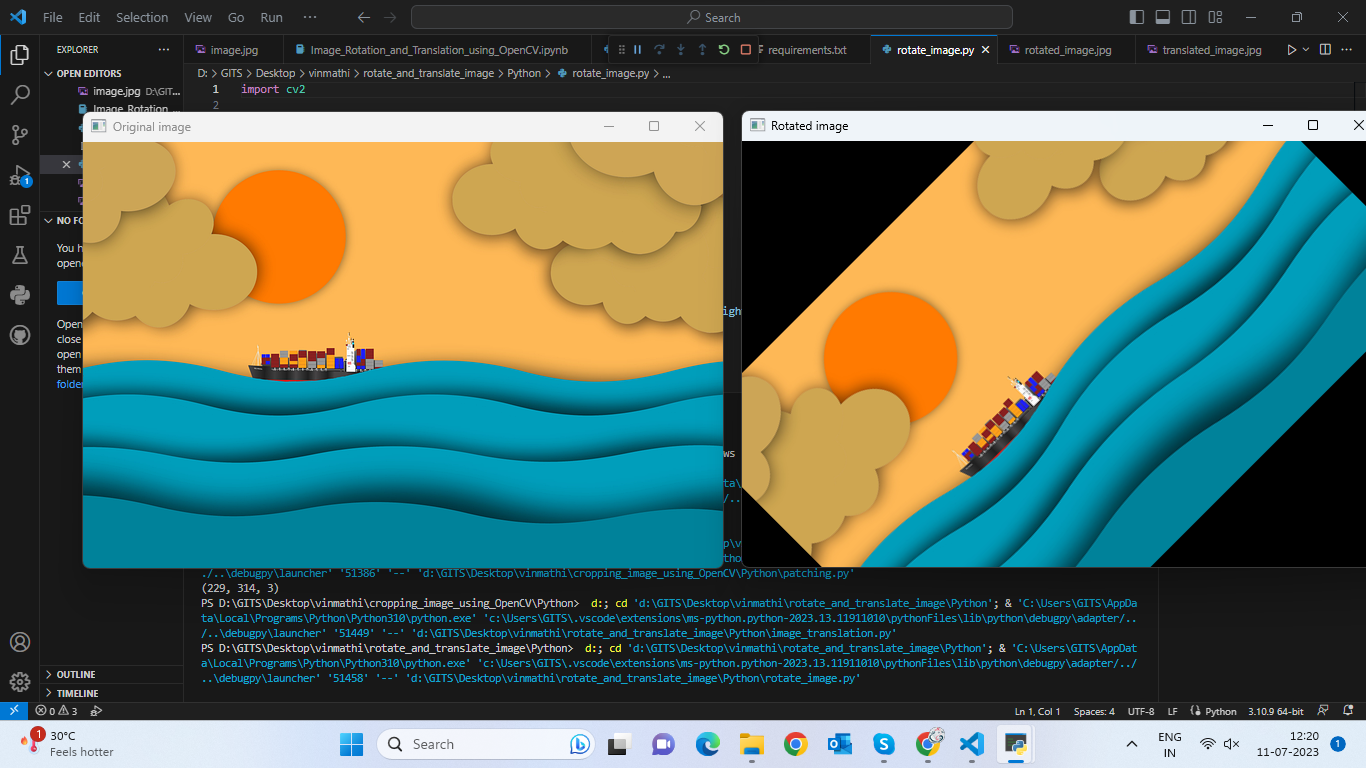 File Edit Selection View Go Run ··· Search
EXPLORER ···
image.jpg Image_Rotation_and_Translation_using_OpenCV.ipynb requirements.txt rotate_image.py rotated_image.jpg translated_image.jpg
OPEN EDITORS
D: > GITS > Desktop > vinmathi > rotate_and_translate_image > Python > rotate_image.py > ...
image.jpg D:\GIT...
1 import cv2
Image_Rotation...
2
Original image
Rotated image
1
NO FO
You h
open
Open
close
open
them
folder
igh
ws
ta\
/..
p\v
ytho
./..\debugpy\launcher' '51386' '--' 'd:\GITS\Desktop\vinmathi\cropping_image_using_OpenCV\Python\patching.py'
(229, 314, 3)
PS D:\GITS\Desktop\vinmathi\cropping_image_using_OpenCV\Python> d:; cd 'd:\GITS\Desktop\vinmathi\rotate_and_translate_image\Python'; & 'C:\Users\GITS\AppDa
ta\Local\Programs\Python\Python310\python.exe' 'c:\Users\GITS\.vscode\extensions\ms-python.python-2023.13.11911010\pythonFiles\lib\python\debugpy\adapter/..
/..\debugpy\launcher' '51449' '--' 'd:\GITS\Desktop\vinmathi\rotate_and_translate_image\Python\image_translation.py'
PS D:\GITS\Desktop\vinmathi\rotate_and_translate_image\Python> d:; cd 'd:\GITS\Desktop\vinmathi\rotate_and_translate_image\Python'; & 'C:\Users\GITS\AppDat
a\Local\Programs\Python\Python310\python.exe' 'c:\Users\GITS\.vscode\extensions\ms-python.python-2023.13.11911010\pythonFiles\lib\python\debugpy\adapter/../
..\debugpy\launcher' '51458' '--' 'd:\GITS\Desktop\vinmathi\rotate_and_translate_image\Python\rotate_image.py'
OUTLINE
TIMELINE
0 3
Ln 1, Col 1 Spaces: 4 UTF-8 LF Python 3.10.9 64-bit
1 30°C
Feels hotter
Search
ENG
IN
12:20
11-07-2023
1